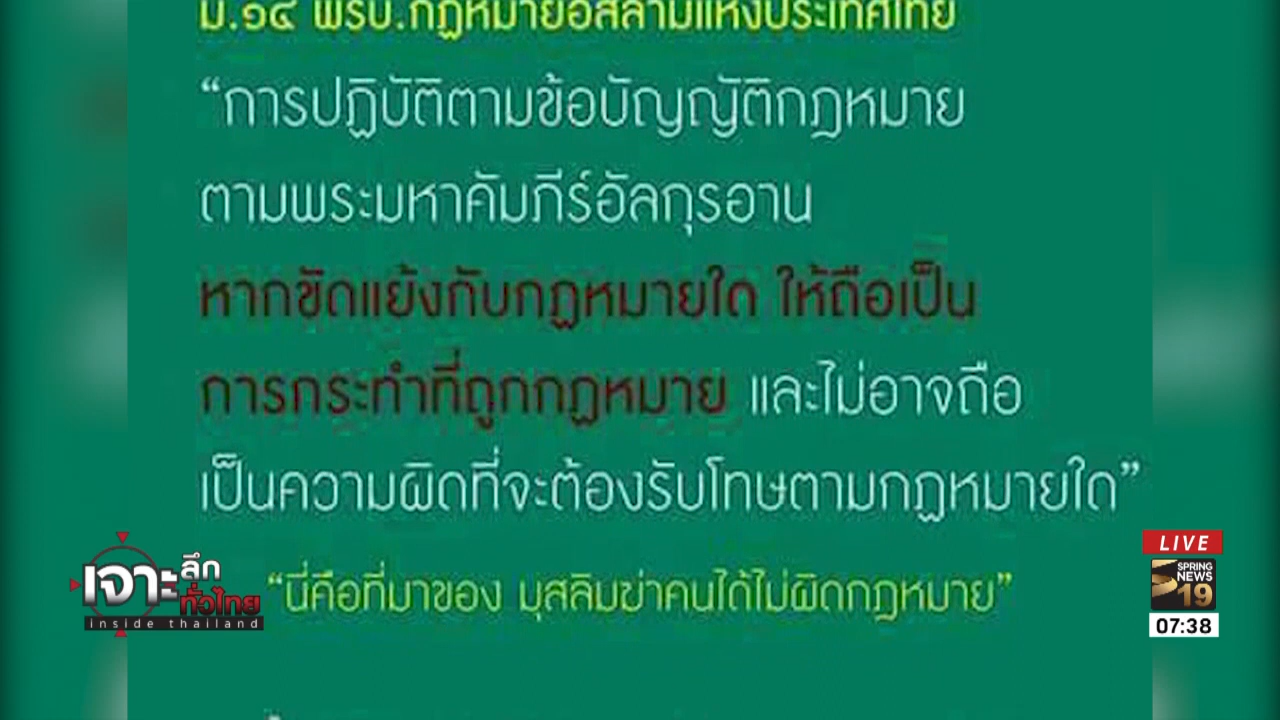 ม.๑๔ พรบ.กฎหมายอิสลามแห่งประเทศไทย
“การปฏิบัติตามข้อบัญญัติกฎหมาย
ตามพระมหาคัมภีร์อัลกุรอาน
หากขัดแย้งกับกฎหมายใด ให้ถือเป็น
การกระทำที่ถูกกฎหมาย และไม่อาจถือ
เป็นความผิดที่จะต้องรับโทษตามกฎหมายใด”
“นี่คือที่มาของ มุสลิมฆ่าคนได้ไม่ผิดกฎหมาย”
เจาะลึก
ทั่วไทย
inside thailand
LIVE
SPRING
NEWS
19
07:38